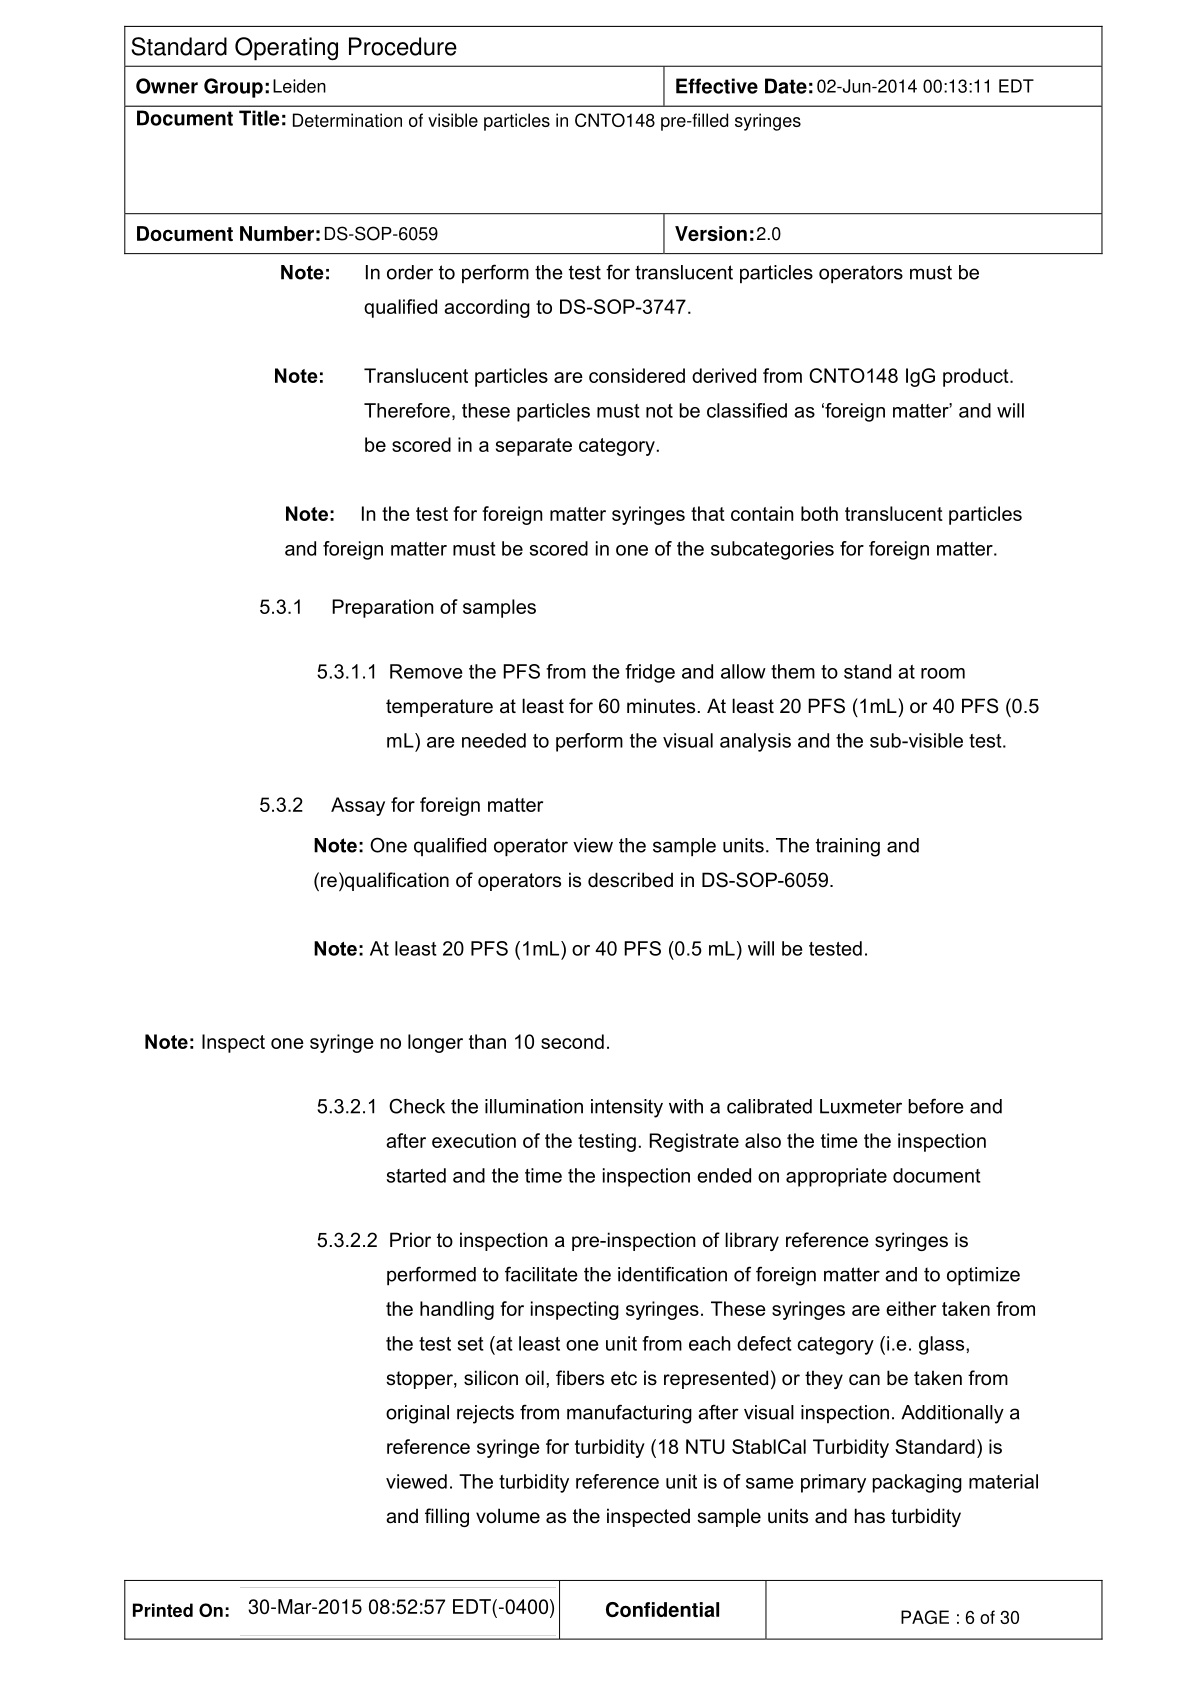 Standard Operating Procedure
Owner Group: Leiden
Effective Date: 02-Jun-2014 00:13:11 EDT
Document Title: Determination of visible particles in CNTO148 pre-filled syringes
Document Number: DS-SOP-6059
Version: 2.0
Note: In order to perform the test for translucent particles operators must be
qualified according to DS-SOP-3747.
Note: Translucent particles are considered derived from CNTO148 IgG product.
Therefore, these particles must not be classified as ‘foreign matter’ and will
be scored in a separate category.
Note: In the test for foreign matter syringes that contain both translucent particles
and foreign matter must be scored in one of the subcategories for foreign matter.
5.3.1 Preparation of samples
5.3.1.1 Remove the PFS from the fridge and allow them to stand at room
temperature at least for 60 minutes. At least 20 PFS (1mL) or 40 PFS (0.5
mL) are needed to perform the visual analysis and the sub-visible test.
5.3.2 Assay for foreign matter
Note: One qualified operator view the sample units. The training and
(re)qualification of operators is described in DS-SOP-6059.
Note: At least 20 PFS (1mL) or 40 PFS (0.5 mL) will be tested.
Note: Inspect one syringe no longer than 10 second.
5.3.2.1 Check the illumination intensity with a calibrated Luxmeter before and
after execution of the testing. Registrate also the time the inspection
started and the time the inspection ended on appropriate document
5.3.2.2 Prior to inspection a pre-inspection of library reference syringes is
performed to facilitate the identification of foreign matter and to optimize
the handling for inspecting syringes. These syringes are either taken from
the test set (at least one unit from each defect category (i.e. glass,
stopper, silicon oil, fibers etc is represented) or they can be taken from
original rejects from manufacturing after visual inspection. Additionally a
reference syringe for turbidity (18 NTU StablCal Turbidity Standard) is
viewed. The turbidity reference unit is of same primary packaging material
and filling volume as the inspected sample units and has turbidity
Printed On: 30-Mar-2015 08:52:57 EDT(-0400)
Confidential
PAGE : 6 of 30